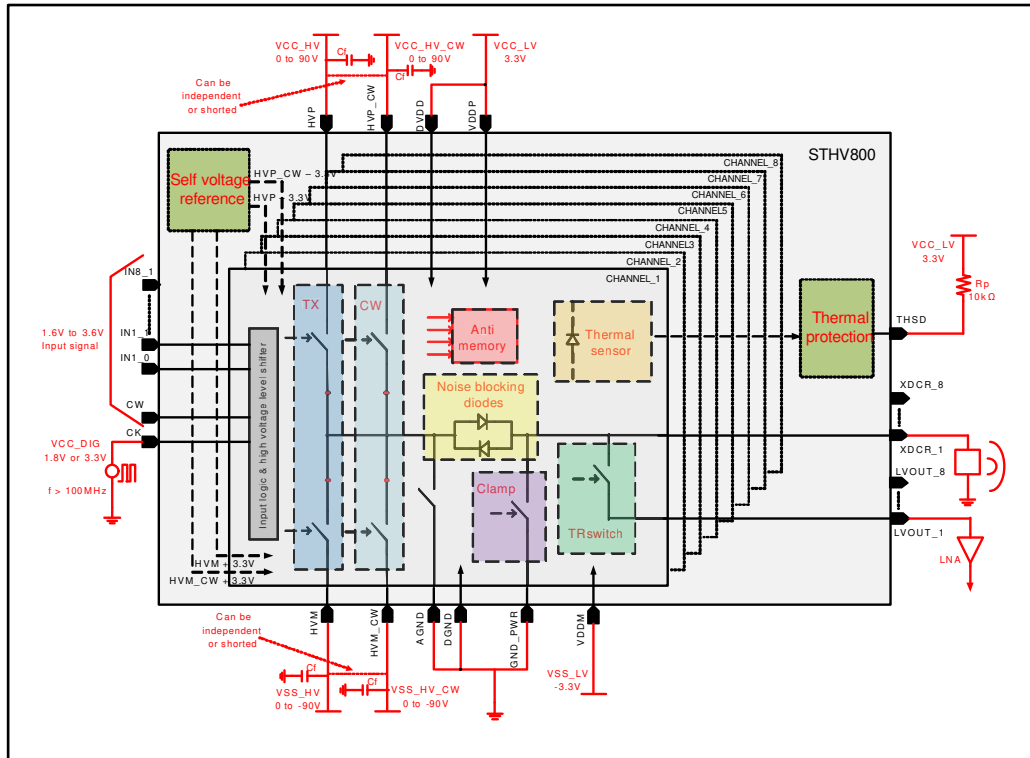 VCC_HV
0 to 90V
Cf
VCC_HV_CW
0 to 90V
Cf
VCC_LV
3.3V
Can be
independent
or shorted
HVP
HVP_CW
DVDD
VDDP
STHV800
Self voltage
reference
HVP_CW – 3.3V
HVP – 3.3V
CHANNEL_8
CHANNEL_7
CHANNEL_6
CHANNEL5
CHANNEL_4
CHANNEL3
CHANNEL_2
CHANNEL_1
VCC_LV
3.3V
Rp
10kΩ
THSD
IN8_1
1.6V to 3.6V
Input signal
IN1_1
IN1_0
CW
CK
VCC_DIG
1.8V or 3.3V
f > 100MHz
Input logic & high voltage level shifter
TX
CW
Anti
memory
Thermal
sensor
Thermal
protection
Noise blocking
diodes
Clamp
TRswitch
XDCR_8
XDCR_1
LVOUT_8
LVOUT_1
LNA
HVM + 3.3V
HVM_CW + 3.3V
HVM
HVM_CW
AGND
DGND
GND_PWR
VDDM
Can be
independent
or shorted
Cf
VSS_HV
0 to -90V
Cf
VSS_HV_CW
0 to -90V
VSS_LV
-3.3V